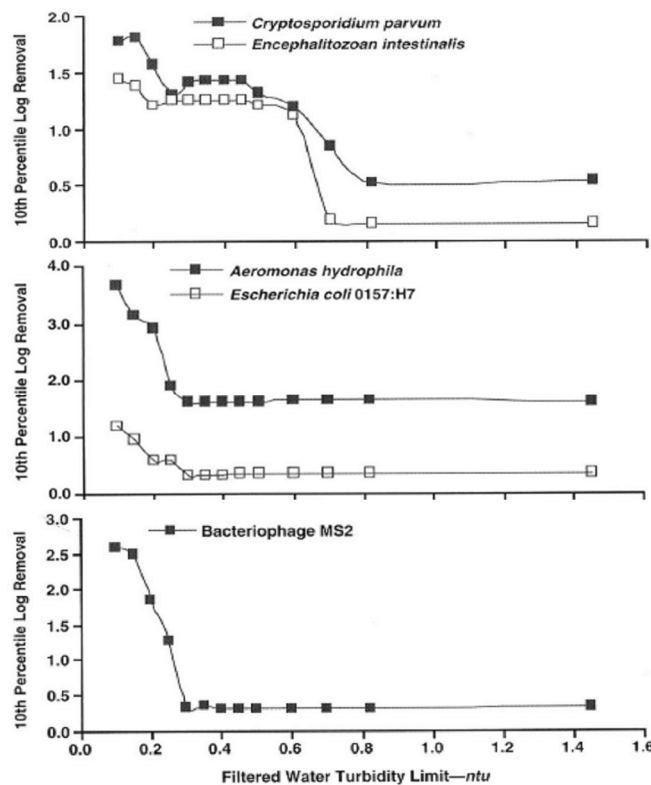 Cryptosporidium parvum
Encephalitozoan intestinalis
10th Percentile Log Removal
2.0
1.5
1.0
0.5
0.0
Aeromonas hydrophila
Escherichia coli 0157:H7
10th Percentile Log Removal
4.0
3.0
2.0
1.0
0.0
Bacteriophage MS2
10th Percentile Log Removal
3.0
2.5
2.0
1.5
1.0
0.5
0.0
0.0 0.2 0.4 0.6 0.8 1.0 1.2 1.4 1.6
Filtered Water Turbidity Limit—ntu